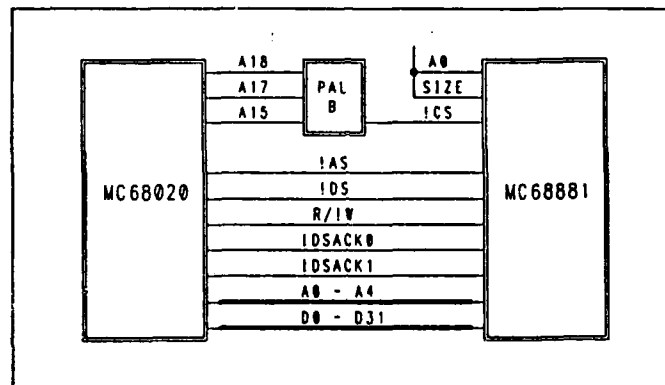 A18
A17
A15
PAL
B
A0
SIZE
!CS
MC68020
!AS
!DS
R/!W
!DSACK0
!DSACK1
A0 - A4
D0 - D31
MC68881